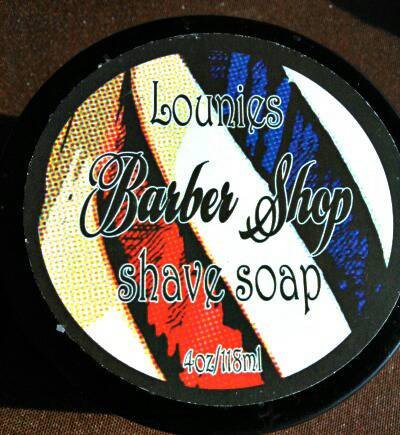 Lounies
Barber Shop
shave soap
4oz/118ml